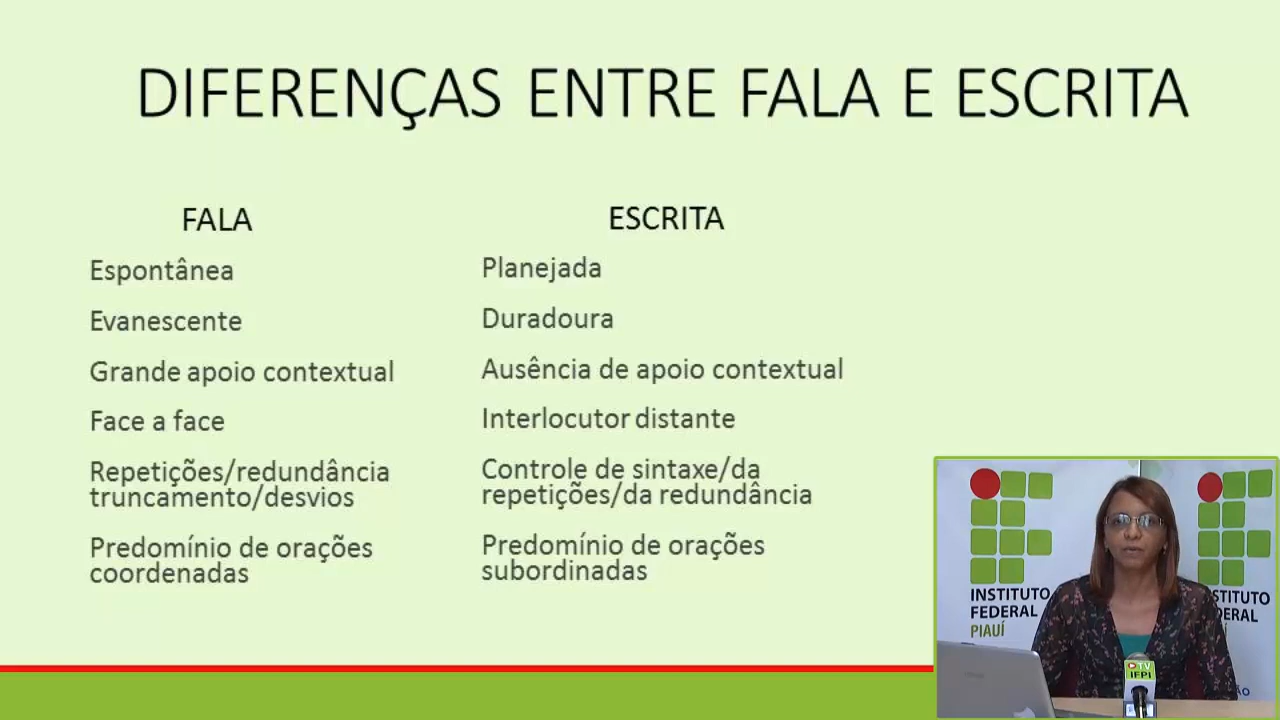 DIFERENÇAS ENTRE FALA E ESCRITA
FALA
Espontânea
Evanescente
Grande apoio contextual
Face a face
Repetições/redundância
truncamento/desvios
Predomínio de orações
coordenadas
ESCRITA
Planejada
Duradoura
Ausência de apoio contextual
Interlocutor distante
Controle de sintaxe/da
repetições/da redundância
Predomínio de orações
subordinadas
INSTITUTO
FEDERAL
PIAUÍ
TV
IFPI